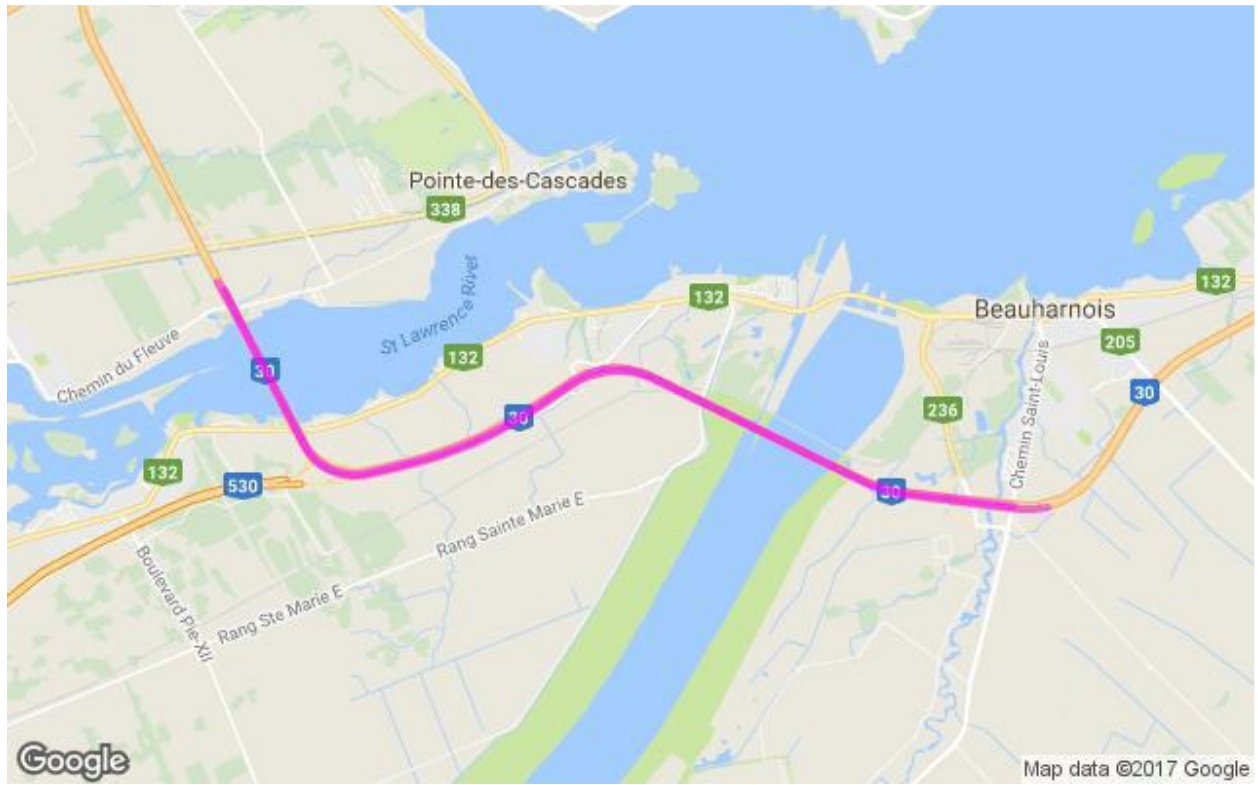 Pointe-des-Cascades
338
132
132
Beauharnois
St Lawrence River
205
132
Chemin du Fleuve
30
30
236
30
Chemin Saint-Louis
132
530
30
Rang Sainte Marie E
Boulevard Pie-XII
Rang Ste Marie E
Google
Map data ©2017 Google